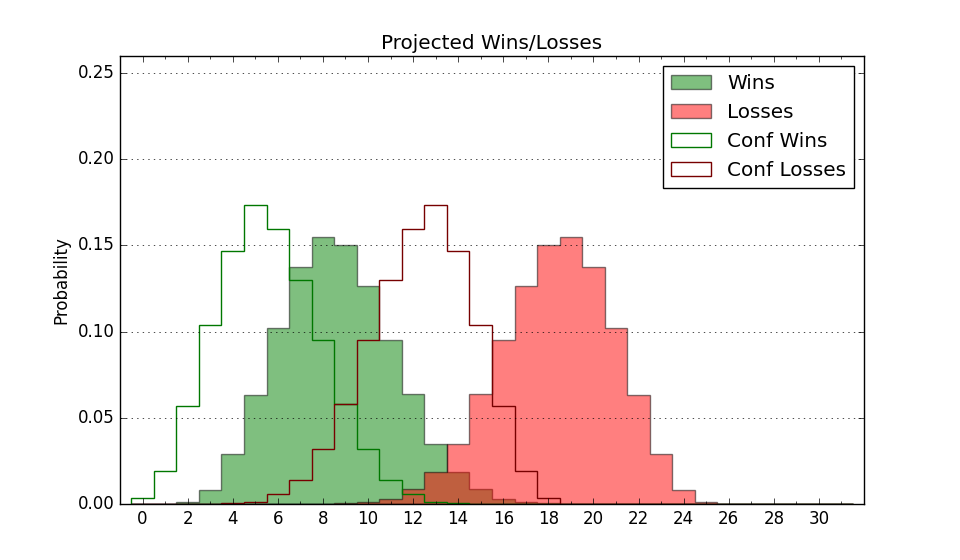 Projected Wins/Losses
Probability
0.25
0.20
0.15
0.10
0.05
0.00
Wins
Losses
Conf Wins
Conf Losses
0 2 4 6 8 10 12 14 16 18 20 22 24 26 28 30